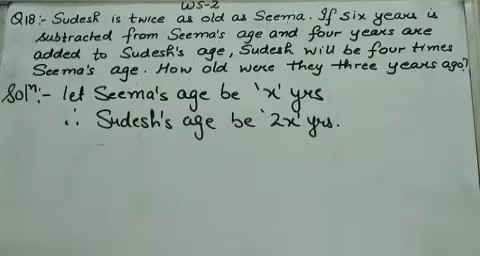 WS-2
Q18:- Sudesh is twice as old as Seema. If six years is
subtracted from Seema's age and four years are
added to Sudesh's age, Sudesh will be four times
Seema's age. How old were they three years ago?
Solⁿ:- let Seema's age be 'x' yrs
∴ Sudesh's age be '2x' yrs.